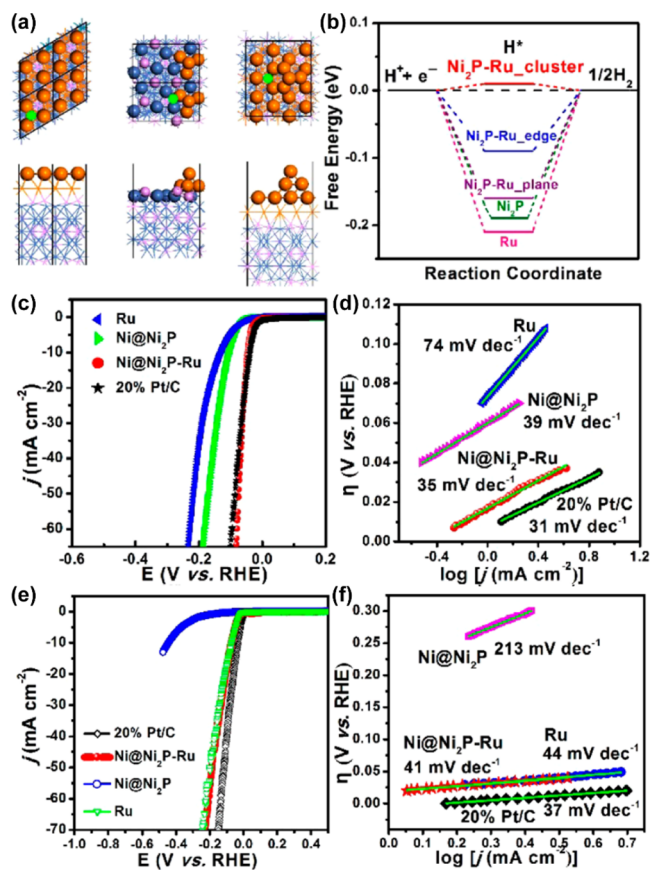 (a)
(b)
Free Energy (eV)
0.0
-0.1
-0.2
H⁺+ e⁻
H*
1/2H₂
Ni₂P-Ru_cluster
Ni₂P-Ru_edge
Ni₂P-Ru_plane
Ni₂P
Ru
Reaction Coordinate
(c)
j (mA cm⁻²)
0
-10
-20
-30
-40
-50
-60
Ru
Ni@Ni₂P
Ni@Ni₂P-Ru
20% Pt/C
-0.6 -0.4 -0.2 0.0 0.2
E (V vs. RHE)
(d)
η (V vs. RHE)
0.12
0.10
0.08
0.06
0.04
0.02
0.00
Ru
74 mV dec⁻¹
Ni@Ni₂P
39 mV dec⁻¹
Ni@Ni₂P-Ru
35 mV dec⁻¹
20% Pt/C
31 mV dec⁻¹
-0.4 0.0 0.4 0.8 1.2
log [j (mA cm⁻²)]
(e)
j (mA cm⁻²)
0
-10
-20
-30
-40
-50
-60
-70
20% Pt/C
Ni@Ni₂P-Ru
Ni@Ni₂P
Ru
-0.8 -0.6 -0.4 -0.2 0.0 0.2 0.4
E (V vs. RHE)
(f)
η (V vs. RHE)
0.30
0.25
0.20
0.15
0.10
0.05
0.00
Ni@Ni₂P
213 mV dec⁻¹
Ni@Ni₂P-Ru
41 mV dec⁻¹
Ru
44 mV dec⁻¹
20% Pt/C
37 mV dec⁻¹
0.0 0.1 0.2 0.3 0.4 0.5 0.6 0.7
log [j (mA cm⁻²)]